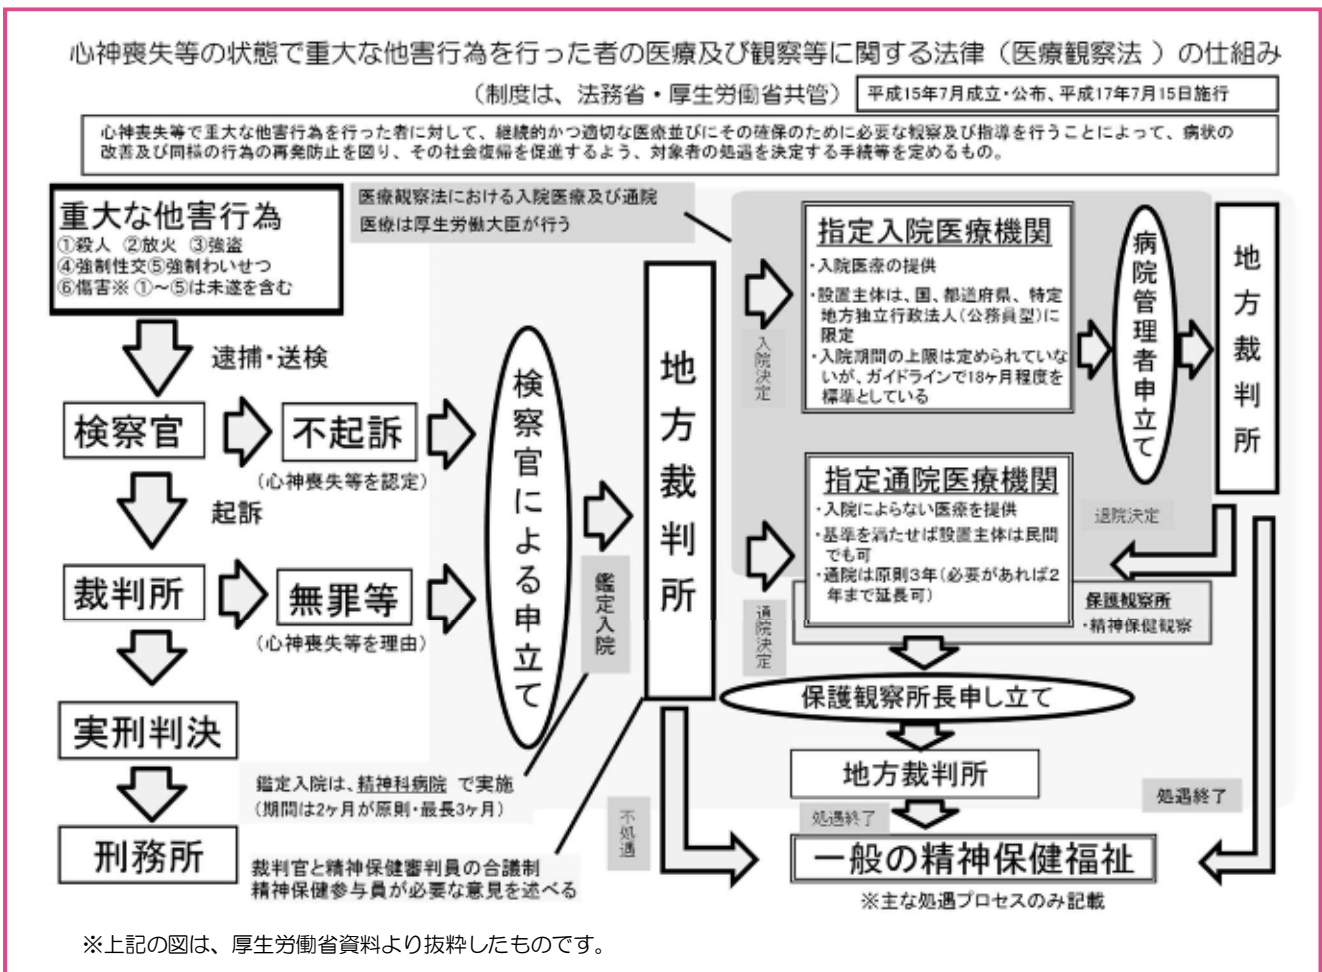 心神喪失等の状態で重大な他害行為を行った者の医療及び観察等に関する法律（医療観察法 ）の仕組み
（制度は、法務省・厚生労働省共管）
平成15年7月成立・公布、平成17年7月15日施行
心神喪失等で重大な他害行為を行った者に対して、継続的かつ適切な医療並びにその確保のために必要な観察及び指導を行うことによって、病状の
改善及び同様の行為の再発防止を図り、その社会復帰を促進するよう、対象者の処遇を決定する手続等を定めるもの。
重大な他害行為
①殺人 ②放火 ③強盗
④強制性交⑤強制わいせつ
⑥傷害※ ①～⑤は未遂を含む
逮捕・送検
検察官
不起訴
（心神喪失等を認定）
起訴
裁判所
無罪等
（心神喪失等を理由）
実刑判決
刑務所
検察官による申立て
鑑定入院
鑑定入院は、精神科病院 で実施
（期間は2ヶ月が原則・最長3ヶ月）
地方裁判所
裁判官と精神保健審判員の合議制
精神保健参与員が必要な意見を述べる
医療観察法における入院医療及び通院
医療は厚生労働大臣が行う
入院決定
指定入院医療機関
・入院医療の提供
・設置主体は、国、都道府県、特定
地方独立行政法人（公務員型）に
限定
・入院期間の上限は定められていな
いが、ガイドラインで18ヶ月程度を
標準としている
病院管理者申立て
地方裁判所
退院決定
通院決定
指定通院医療機関
・入院によらない医療を提供
・基準を満たせば設置主体は民間
でも可
・通院は原則3年（必要があれば2
年まで延長可）
保護観察所
・精神保健観察
保護観察所長申し立て
地方裁判所
処遇終了
処遇終了
不処遇
一般の精神保健福祉
※主な処遇プロセスのみ記載
※上記の図は、厚生労働省資料より抜粋したものです。